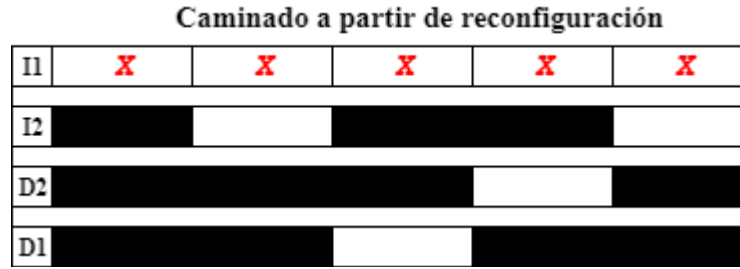 Caminado a partir de reconfiguración
I1 X X X X X
I2
D2
D1